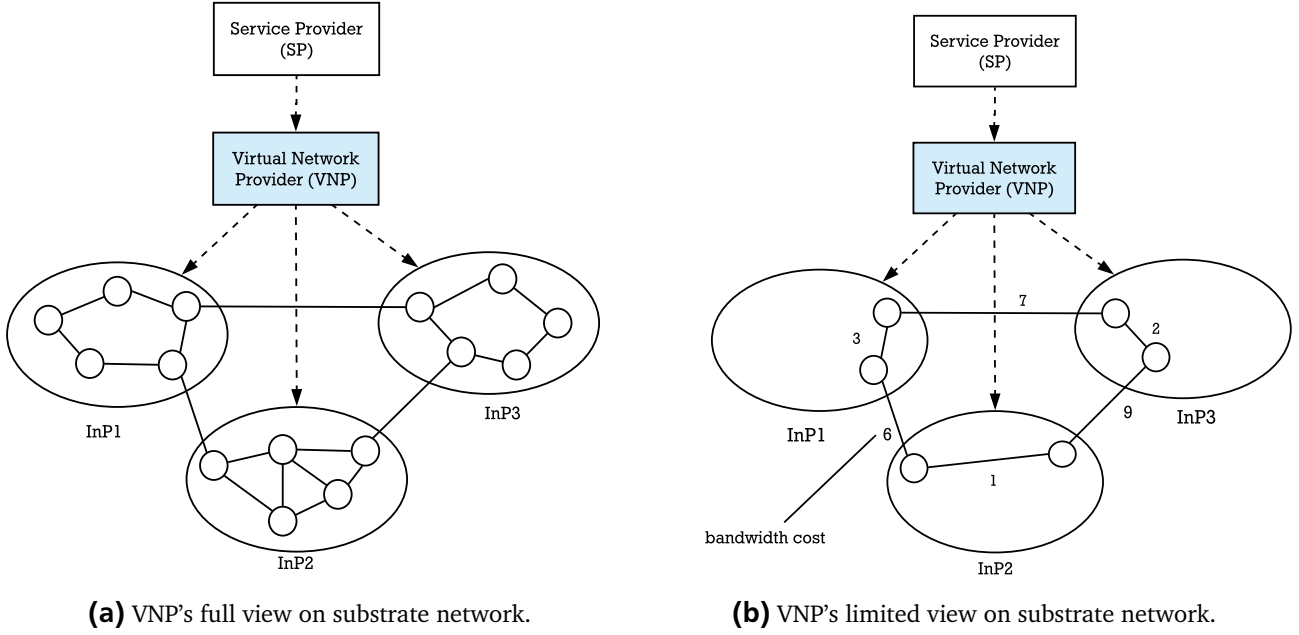 Service Provider
(SP)
Virtual Network
Provider (VNP)
InP1
InP3
InP2
(a) VNP's full view on substrate network.
Service Provider
(SP)
Virtual Network
Provider (VNP)
7
3
2
InP1
6
9
InP3
1
bandwidth cost
InP2
(b) VNP's limited view on substrate network.